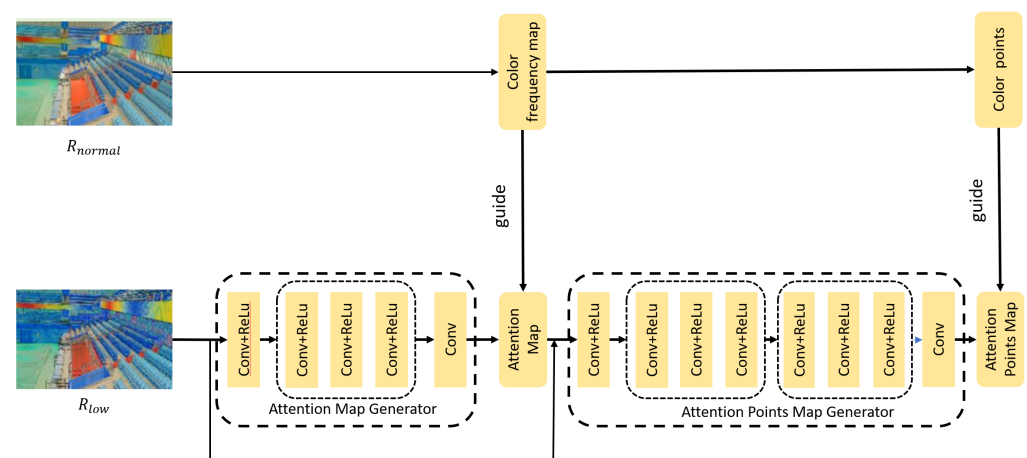 Color
frequency map
Color points
R_normal
guide
guide
Conv+ReLu
Conv+ReLu
Conv+ReLu
Conv+ReLu
Conv
Attention
Map
Conv+ReLu
Conv+ReLu
Conv+ReLu
Conv+ReLu
Conv+ReLu
Conv+ReLu
Conv+ReLu
Conv
Attention
Points Map
R_low
Attention Map Generator
Attention Points Map Generator